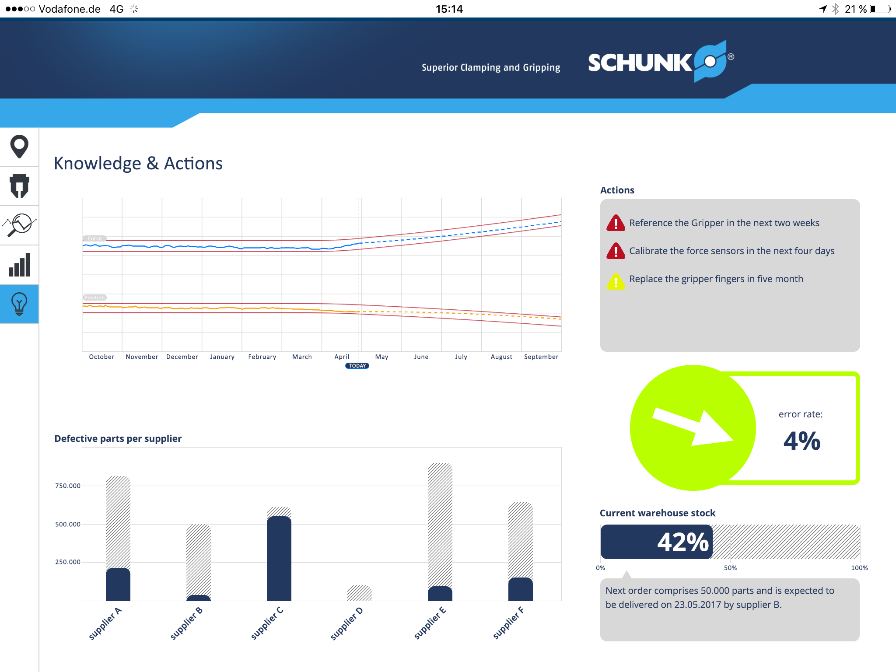 Vodafone.de 4G 15:14 21 %
Superior Clamping and Gripping SCHUNK ®
Knowledge & Actions
October November December January February March April May June July August September
TODAY
Actions
Reference the Gripper in the next two weeks
Calibrate the force sensors in the next four days
Replace the gripper fingers in five month
error rate:
4%
Defective parts per supplier
750.000
500.000
250.000
supplier A supplier B supplier C supplier D supplier E supplier F
Current warehouse stock
42%
0% 50% 100%
Next order comprises 50.000 parts and is expected to
be delivered on 23.05.2017 by supplier B.